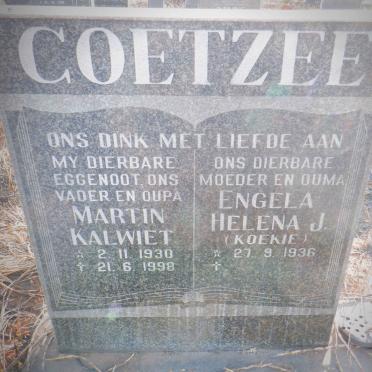 COETZEE
ONS DINK MET LIEFDE AAN
MY DIERBARE
EGGENOOT, ONS
VADER EN OUPA
MARTIN
KALWIET
☆ 2.11.1930
✝ 21.6.1998
ONS DIERBARE
MOEDER EN OUMA
ENGELA
HELENA J.
(KOEKIE)
☆ 27.9.1936
✝